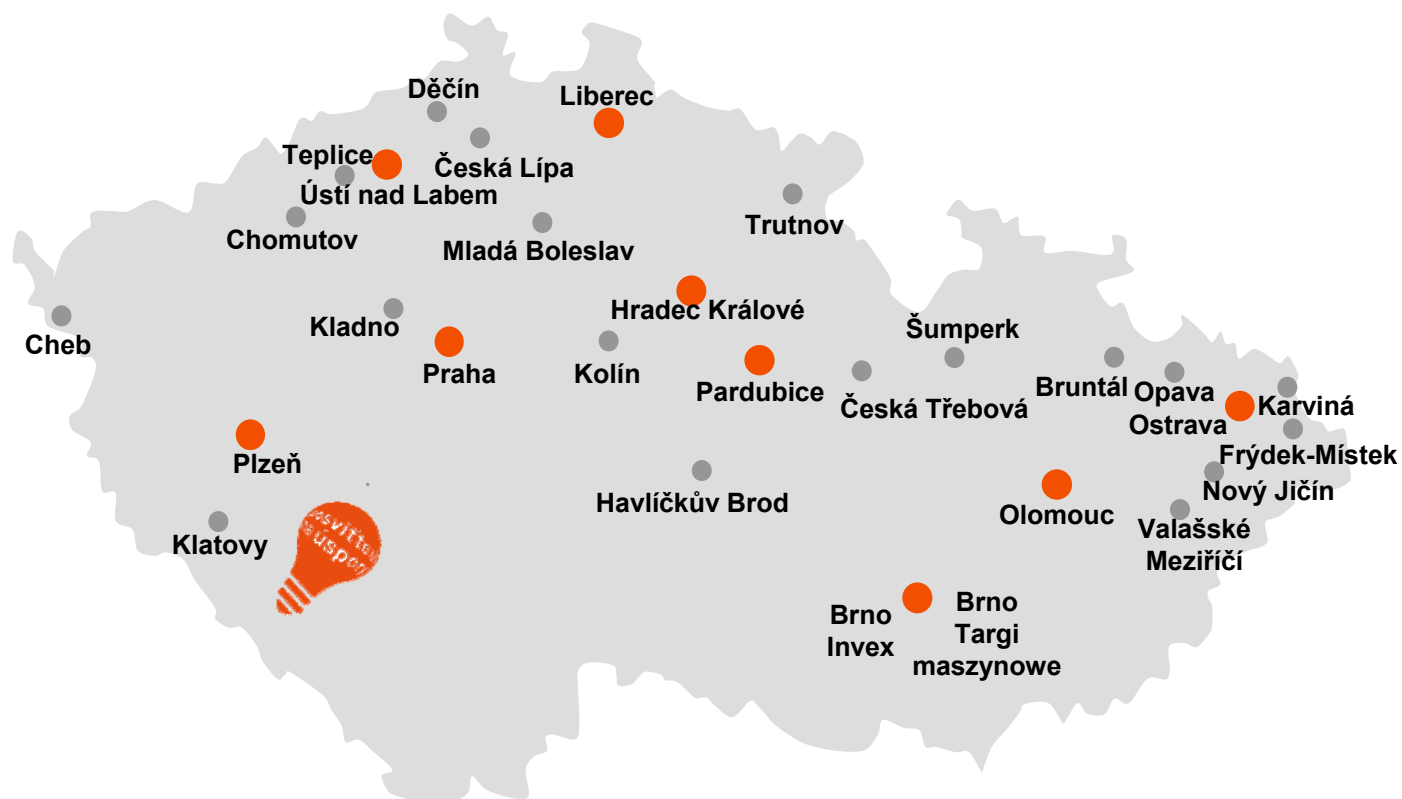 Děčín
Liberec
Teplice
Česká Lípa
Ústí nad Labem
Trutnov
Chomutov
Mladá Boleslav
Hradec Králové
Kladno
Šumperk
Cheb
Praha
Kolín
Pardubice
Česká Třebová
Bruntál
Opava
Ostrava
Karviná
Frýdek-Místek
Plzeň
Nový Jičín
Havlíčkův Brod
Olomouc
Valašské
Meziříčí
Klatovy
Brno
Invex
Brno
Targi
maszynowe